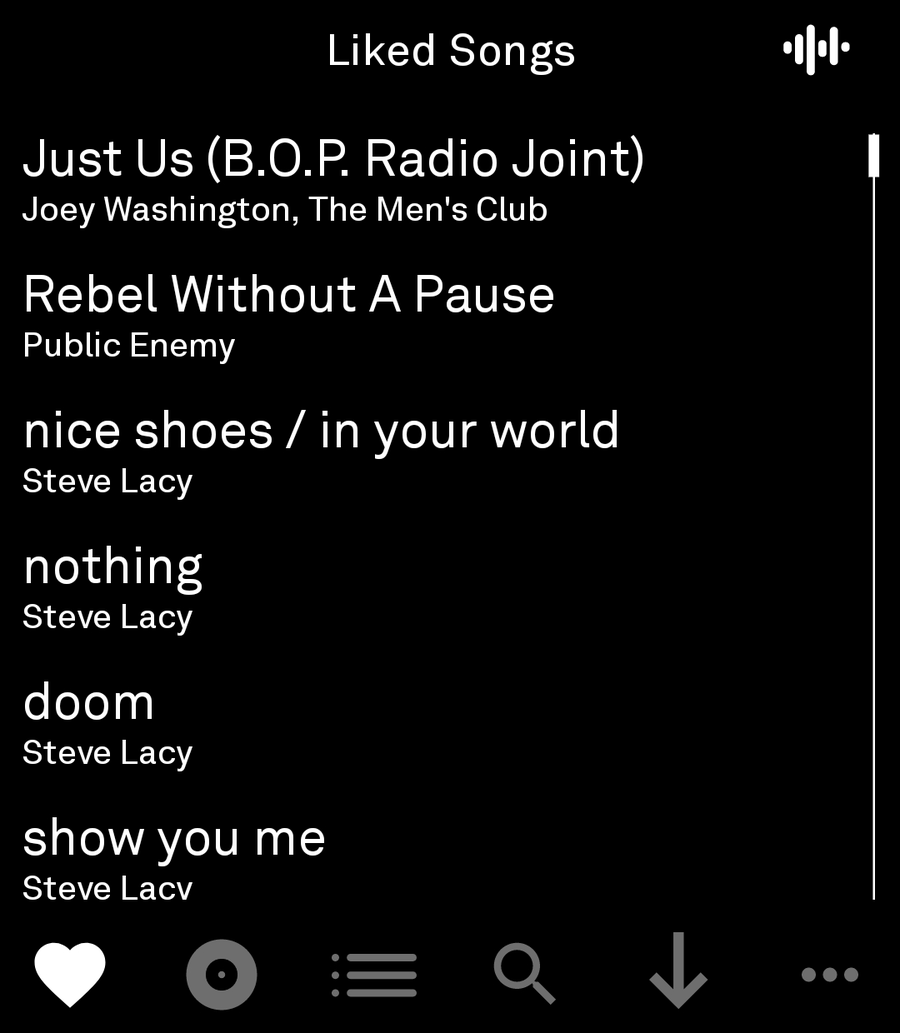 Liked Songs
Just Us (B.O.P. Radio Joint)
Joey Washington, The Men's Club
Rebel Without A Pause
Public Enemy
nice shoes / in your world
Steve Lacy
nothing
Steve Lacy
doom
Steve Lacy
show you me
Steve Lacy